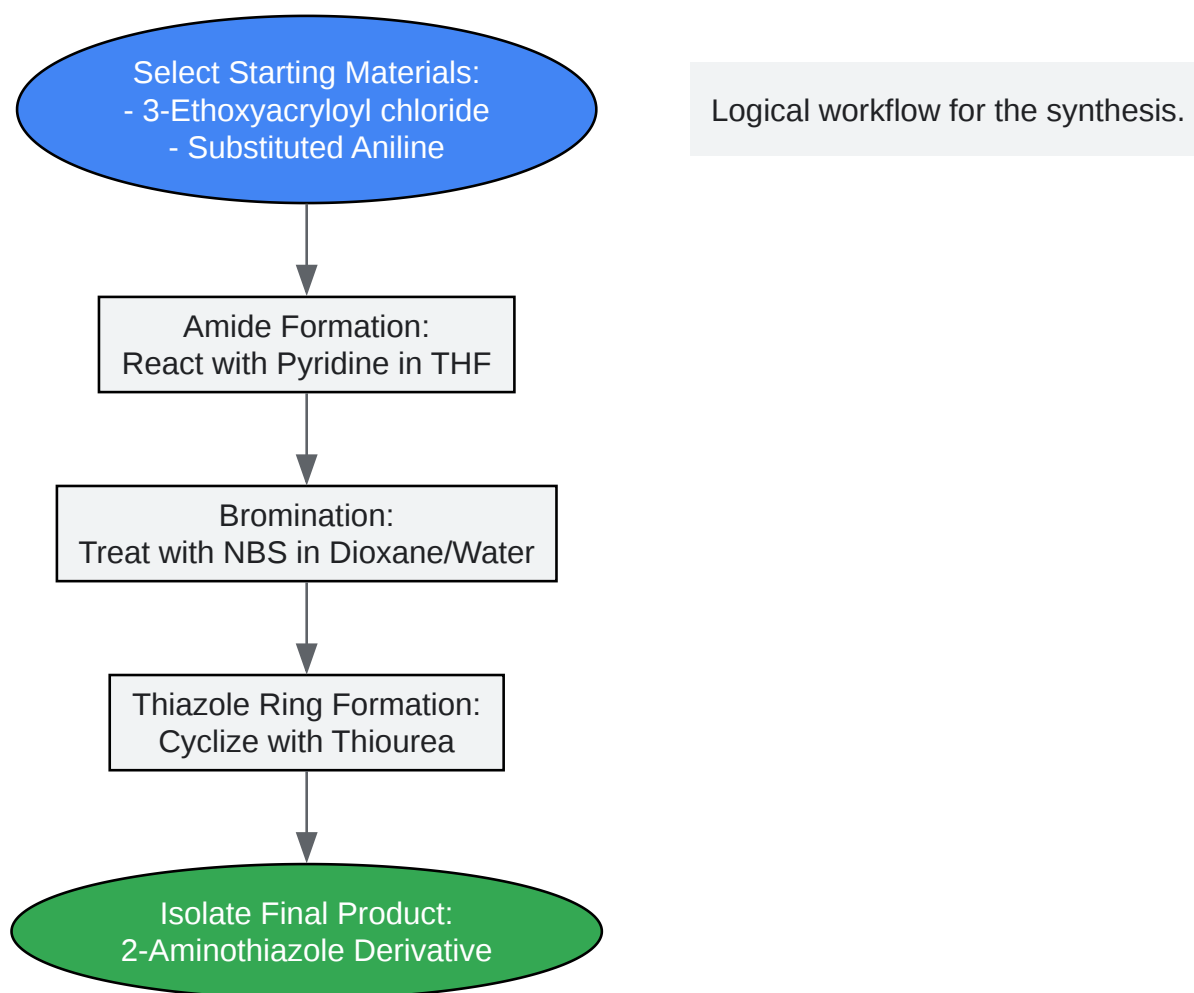 Select Starting Materials:
- 3-Ethoxyacryloyl chloride
- Substituted Aniline
Logical workflow for the synthesis.
Amide Formation:
React with Pyridine in THF
Bromination:
Treat with NBS in Dioxane/Water
Thiazole Ring Formation:
Cyclize with Thiourea
Isolate Final Product:
2-Aminothiazole Derivative